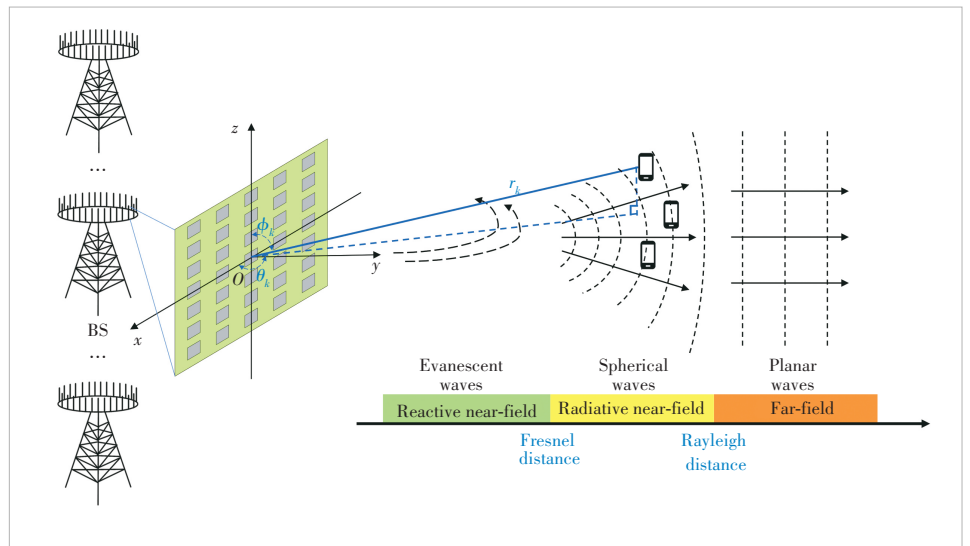 ...
BS
...
z
y
x
O
ϕk
θk
rk
Evanescent
waves
Spherical
waves
Planar
waves
Reactive near-field
Radiative near-field
Far-field
Fresnel
distance
Rayleigh
distance